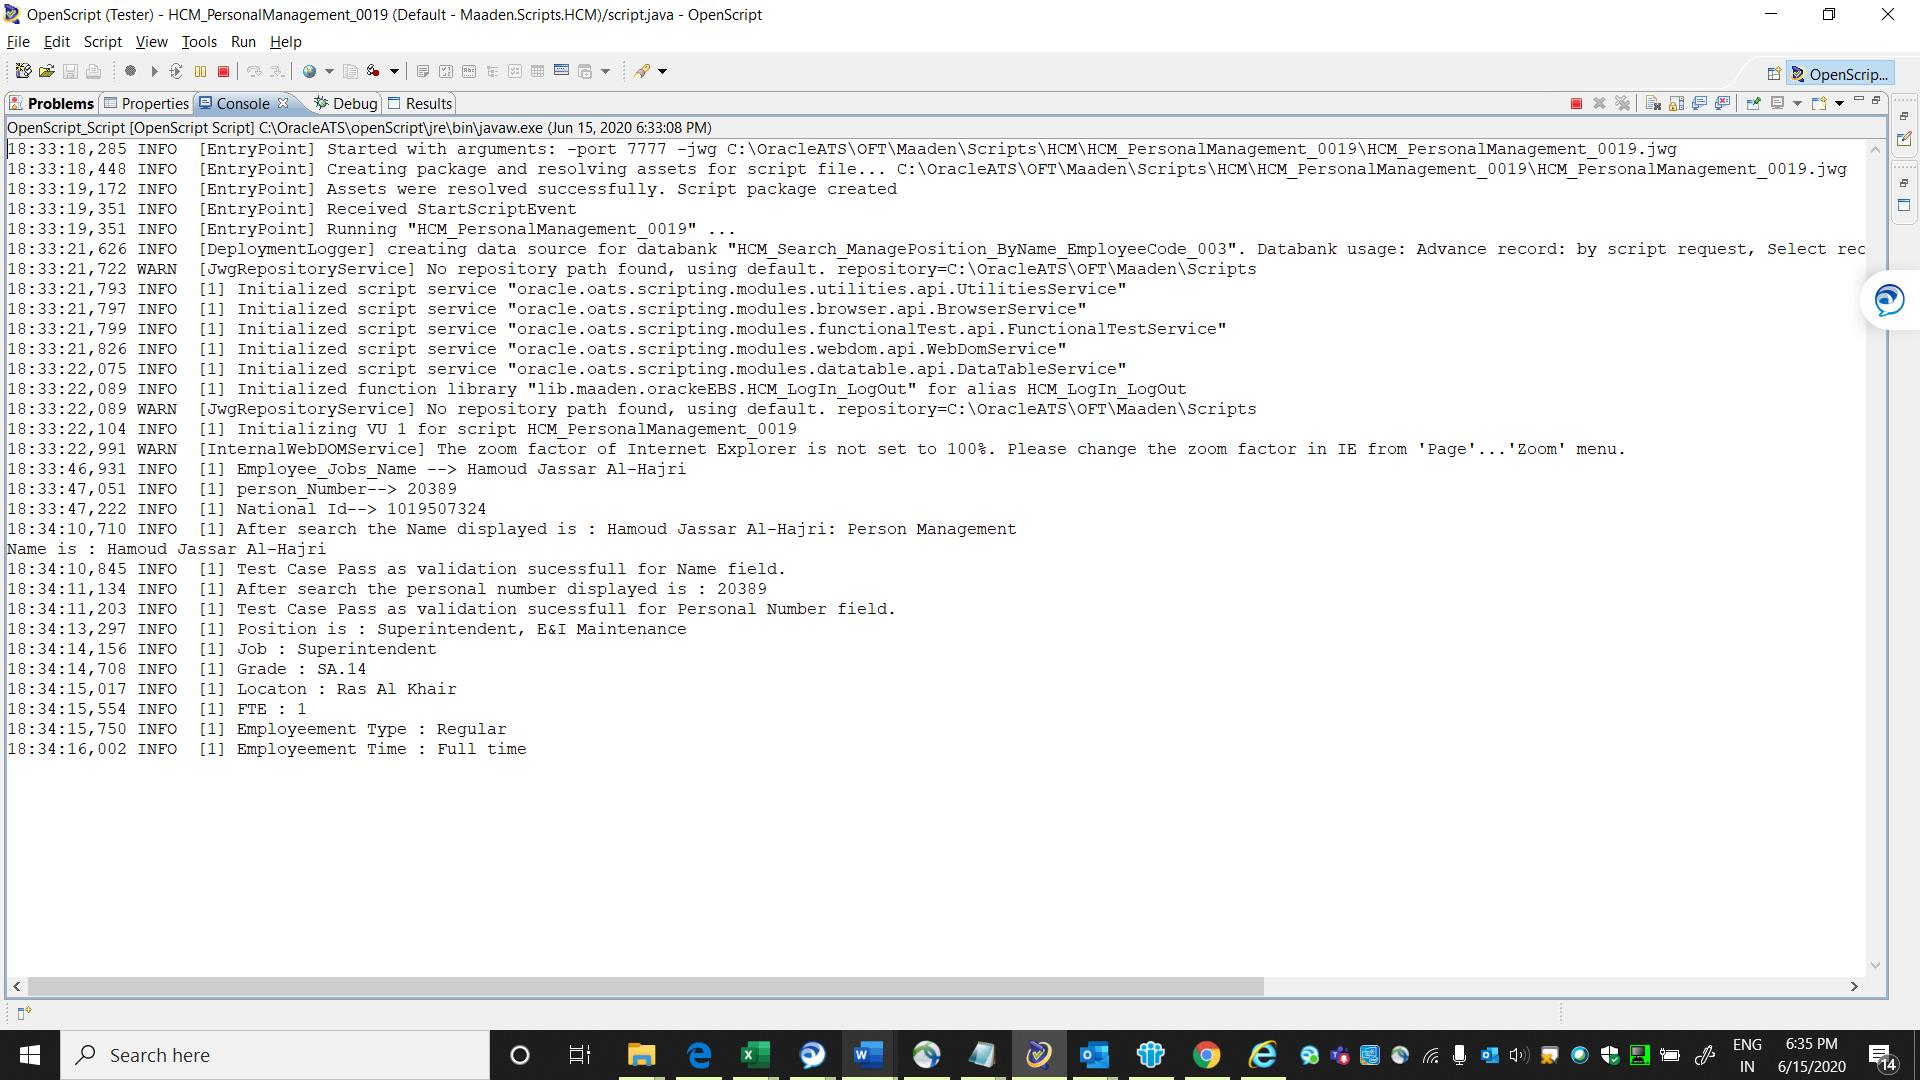 OpenScript (Tester) - HCM_PersonalManagement_0019 (Default - Maaden.Scripts.HCM)/script.java - OpenScript
File Edit Script View Tools Run Help
OpenScrip...
Problems Properties Console Debug Results
OpenScript_Script [OpenScript Script] C:\OracleATS\openScript\jre\bin\javaw.exe (Jun 15, 2020 6:33:08 PM)
18:33:18,285 INFO [EntryPoint] Started with arguments: -port 7777 -jwg C:\OracleATS\OFT\Maaden\Scripts\HCM\HCM_PersonalManagement_0019\HCM_PersonalManagement_0019.jwg
18:33:18,448 INFO [EntryPoint] Creating package and resolving assets for script file... C:\OracleATS\OFT\Maaden\Scripts\HCM\HCM_PersonalManagement_0019\HCM_PersonalManagement_0019.jwg
18:33:19,172 INFO [EntryPoint] Assets were resolved successfully. Script package created
18:33:19,351 INFO [EntryPoint] Received StartScriptEvent
18:33:19,351 INFO [EntryPoint] Running "HCM_PersonalManagement_0019" ...
18:33:21,626 INFO [DeploymentLogger] creating data source for databank "HCM_Search_ManagePosition_ByName_EmployeeCode_003". Databank usage: Advance record: by script request, Select rec
18:33:21,722 WARN [JwgRepositoryService] No repository path found, using default. repository=C:\OracleATS\OFT\Maaden\Scripts
18:33:21,793 INFO [1] Initialized script service "oracle.oats.scripting.modules.utilities.api.UtilitiesService"
18:33:21,797 INFO [1] Initialized script service "oracle.oats.scripting.modules.browser.api.BrowserService"
18:33:21,799 INFO [1] Initialized script service "oracle.oats.scripting.modules.functionalTest.api.FunctionalTestService"
18:33:21,826 INFO [1] Initialized script service "oracle.oats.scripting.modules.webdom.api.WebDomService"
18:33:22,075 INFO [1] Initialized script service "oracle.oats.scripting.modules.datatable.api.DataTableService"
18:33:22,089 INFO [1] Initialized function library "lib.maaden.orackeEBS.HCM_LogIn_LogOut" for alias HCM_LogIn_LogOut
18:33:22,089 WARN [JwgRepositoryService] No repository path found, using default. repository=C:\OracleATS\OFT\Maaden\Scripts
18:33:22,104 INFO [1] Initializing VU 1 for script HCM_PersonalManagement_0019
18:33:22,991 WARN [InternalWebDOMService] The zoom factor of Internet Explorer is not set to 100%. Please change the zoom factor in IE from 'Page'...'Zoom' menu.
18:33:46,931 INFO [1] Employee_Jobs_Name --> Hamoud Jassar Al-Hajri
18:33:47,051 INFO [1] person_Number--> 20389
18:33:47,222 INFO [1] National Id--> 1019507324
18:34:10,710 INFO [1] After search the Name displayed is : Hamoud Jassar Al-Hajri: Person Management
Name is : Hamoud Jassar Al-Hajri
18:34:10,845 INFO [1] Test Case Pass as validation sucessfull for Name field.
18:34:11,134 INFO [1] After search the personal number displayed is : 20389
18:34:11,203 INFO [1] Test Case Pass as validation sucessfull for Personal Number field.
18:34:13,297 INFO [1] Position is : Superintendent, E&I Maintenance
18:34:14,156 INFO [1] Job : Superintendent
18:34:14,708 INFO [1] Grade : SA.14
18:34:15,017 INFO [1] Locaton : Ras Al Khair
18:34:15,554 INFO [1] FTE : 1
18:34:15,750 INFO [1] Employeement Type : Regular
18:34:16,002 INFO [1] Employeement Time : Full time
Search here
ENG
IN
6:35 PM
6/15/2020
14